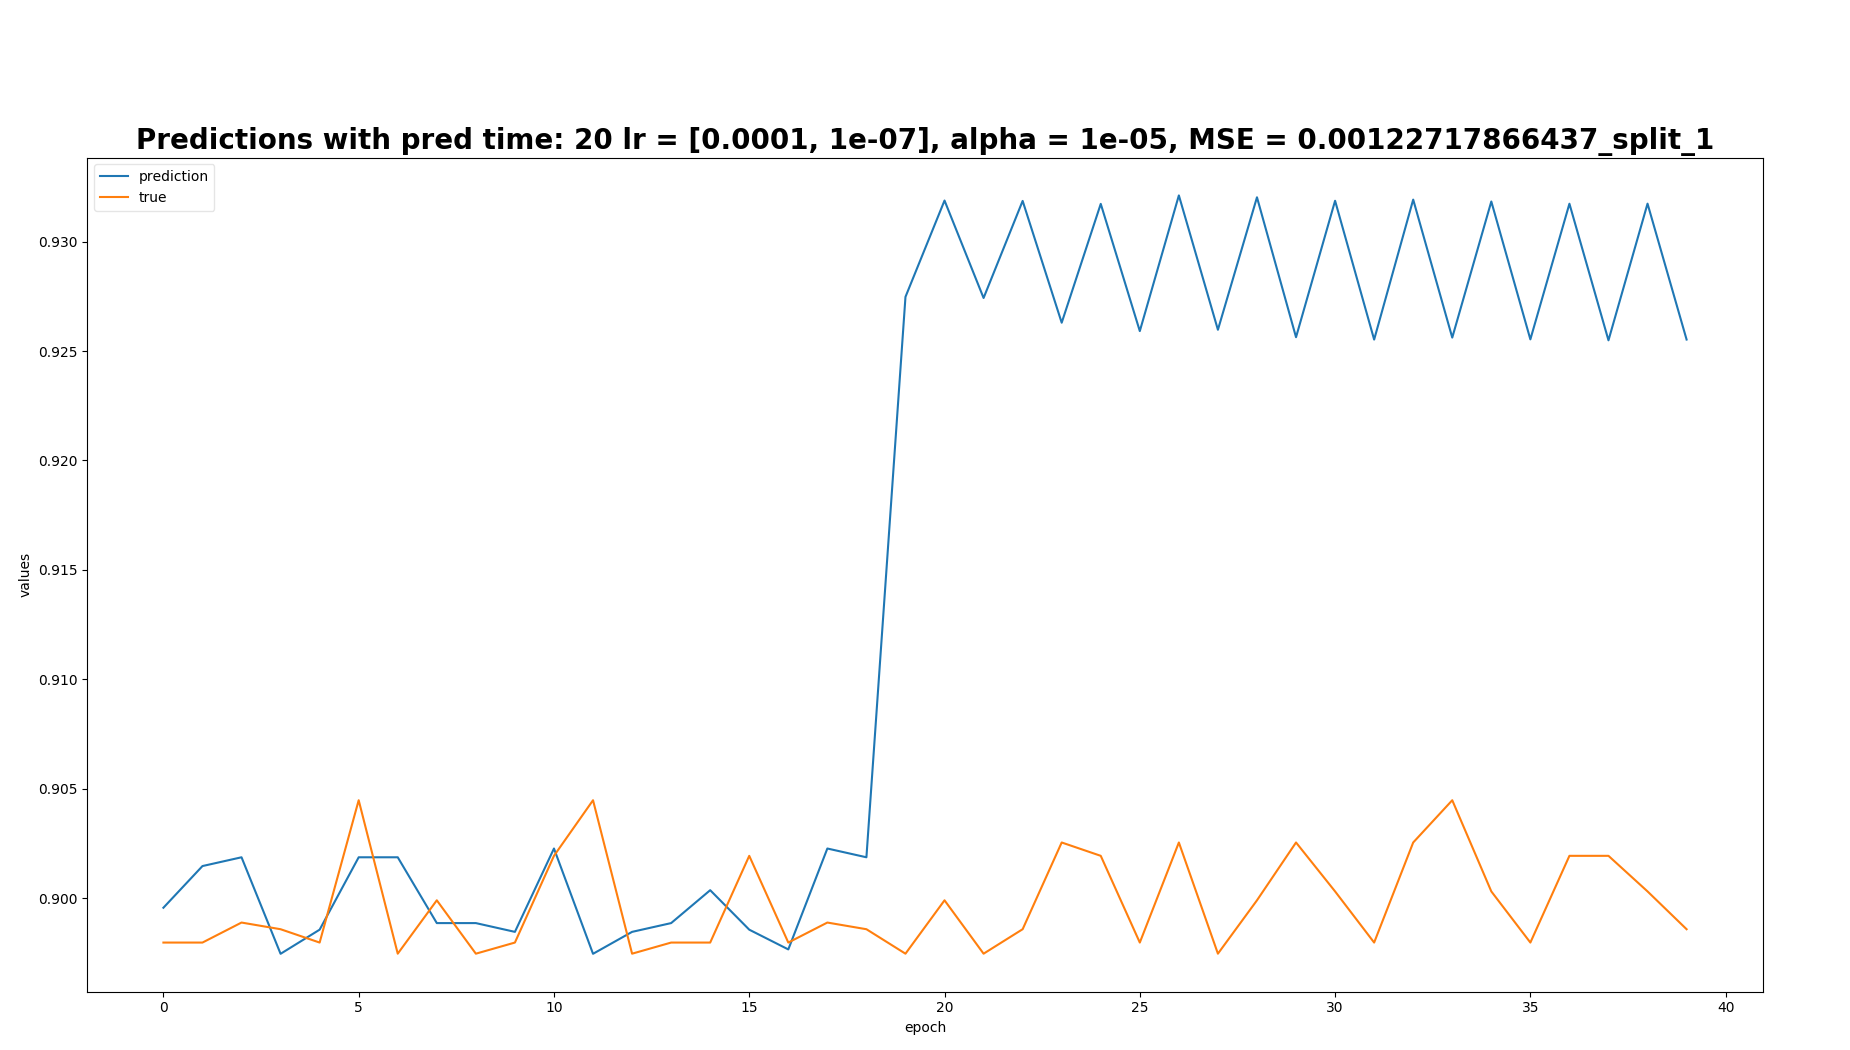 Predictions with pred time: 20 lr = [0.0001, 1e-07], alpha = 1e-05, MSE = 0.00122717866437_split_1
prediction
true
0.930
0.925
0.920
0.915
0.910
0.905
0.900
values
0 5 10 15 20 25 30 35 40
epoch